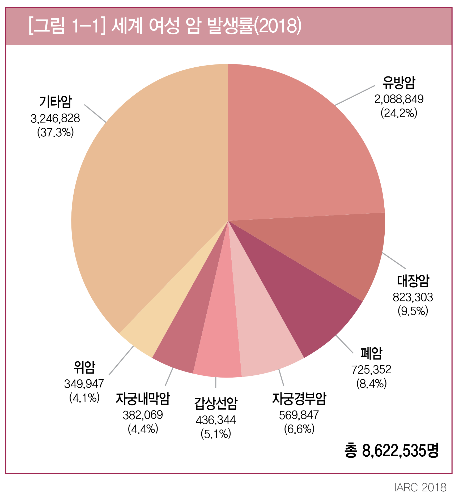 [그림 1-1] 세계 여성 암 발생률(2018)
유방암
2,088,849
(24.2%)
대장암
823,303
(9.5%)
폐암
725,352
(8.4%)
자궁경부암
569,847
(6.6%)
갑상선암
436,344
(5.1%)
자궁내막암
382,069
(4.4%)
위암
349,947
(4.1%)
기타암
3,246,828
(37.3%)
총 8,622,535명
IARC 2018